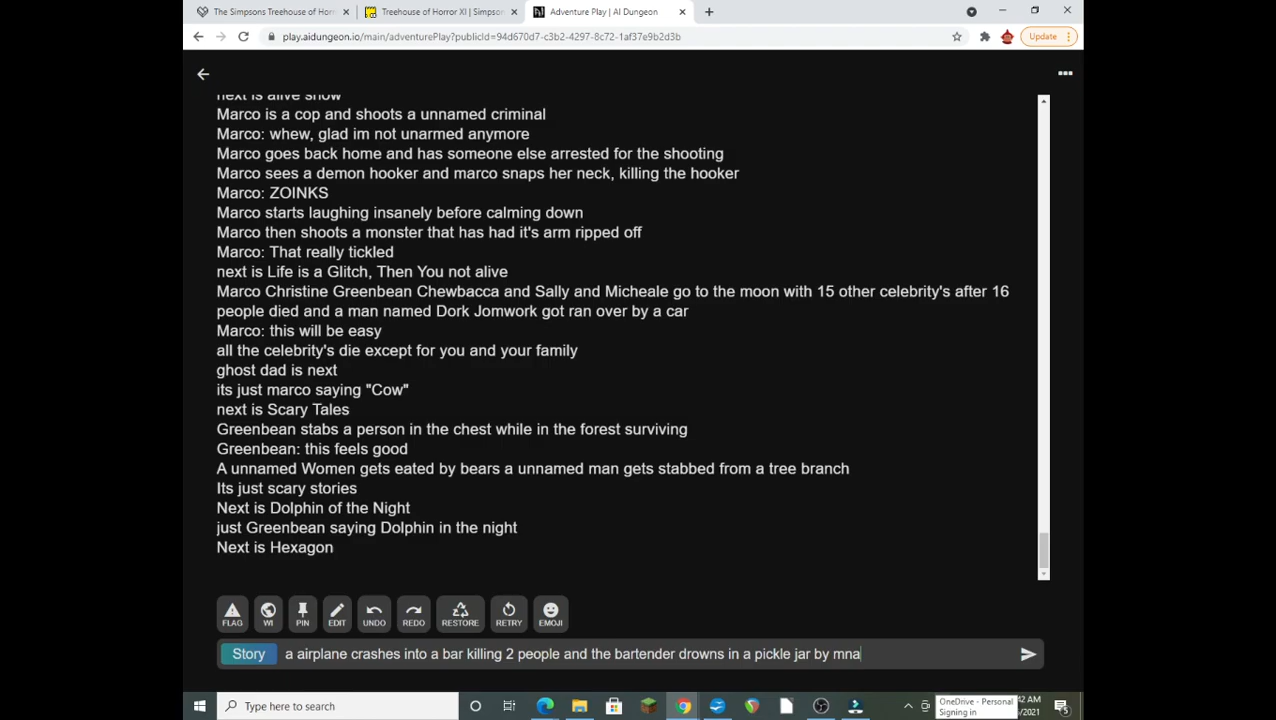 The Simpsons Treehouse of Horr
Treehouse of Horror XI | Simpson
Adventure Play | AI Dungeon
play.aidungeon.io/main/adventurePlay?publicId=94d670d7-c3b2-4297-8c72-1af37e9b2d3b
Update
next is alive show
Marco is a cop and shoots a unnamed criminal
Marco: whew, glad im not unarmed anymore
Marco goes back home and has someone else arrested for the shooting
Marco sees a demon hooker and marco snaps her neck, killing the hooker
Marco: ZOINKS
Marco starts laughing insanely before calming down
Marco then shoots a monster that has had it's arm ripped off
Marco: That really tickled
next is Life is a Glitch, Then You not alive
Marco Christine Greenbean Chewbacca and Sally and Micheale go to the moon with 15 other celebrity's after 16
people died and a man named Dork Jomwork got ran over by a car
Marco: this will be easy
all the celebrity's die except for you and your family
ghost dad is next
its just marco saying "Cow"
next is Scary Tales
Greenbean stabs a person in the chest while in the forest surviving
Greenbean: this feels good
A unnamed Women gets eaten by bears a unnamed man gets stabbed from a tree branch
Its just scary stories
Next is Dolphin of the Night
just Greenbean saying Dolphin in the night
Next is Hexagon
FLAG WI PIN EDIT UNDO REDO RESTORE RETRY EMOJI
Story a airplane crashes into a bar killing 2 people and the bartender drowns in a pickle jar by mna
Type here to search
OneDrive - Personal
Signing in
:42 AM
/2021
5